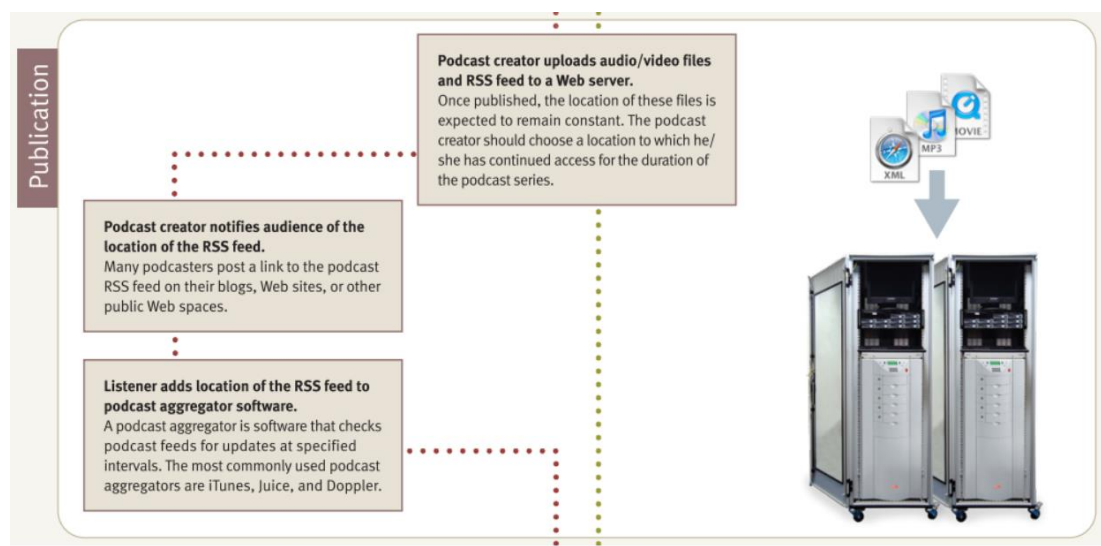 Publication
Podcast creator uploads audio/video files
and RSS feed to a Web server.
Once published, the location of these files is
expected to remain constant. The podcast
creator should choose a location to which he/
she has continued access for the duration of
the podcast series.
MOVIE
MP3
XML
Podcast creator notifies audience of the
location of the RSS feed.
Many podcasters post a link to the podcast
RSS feed on their blogs, Web sites, or other
public Web spaces.
Listener adds location of the RSS feed to
podcast aggregator software.
A podcast aggregator is software that checks
podcast feeds for updates at specified
intervals. The most commonly used podcast
aggregators are iTunes, Juice, and Doppler.